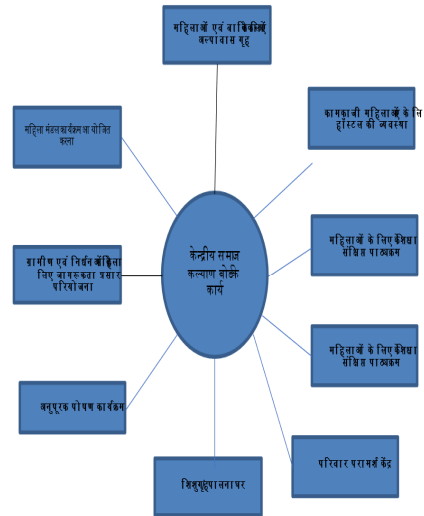 महिलाओं एवं बालिकाओं
अल्पावास गृह
कामकाजी महिलाओं के लि
हॉस्टल की व्यवस्था
महिला मंडल कार्यक्रम आयोजित
करना
केन्द्रीय समाज
कल्याण बोर्ड के
कार्य
महिलाओं के लिए शिक्षा
संक्षिप्त पाठ्यक्रम
ग्रामीण एवं निर्धन महिला
लिए जागरूकता प्रसार
परियोजना
महिलाओं के लिए शिक्षा
संक्षिप्त पाठ्यक्रम
अनुपूरक पोषण कार्यक्रम
परिवार परामर्श केंद्र
शिशुगृह/पालनाघर